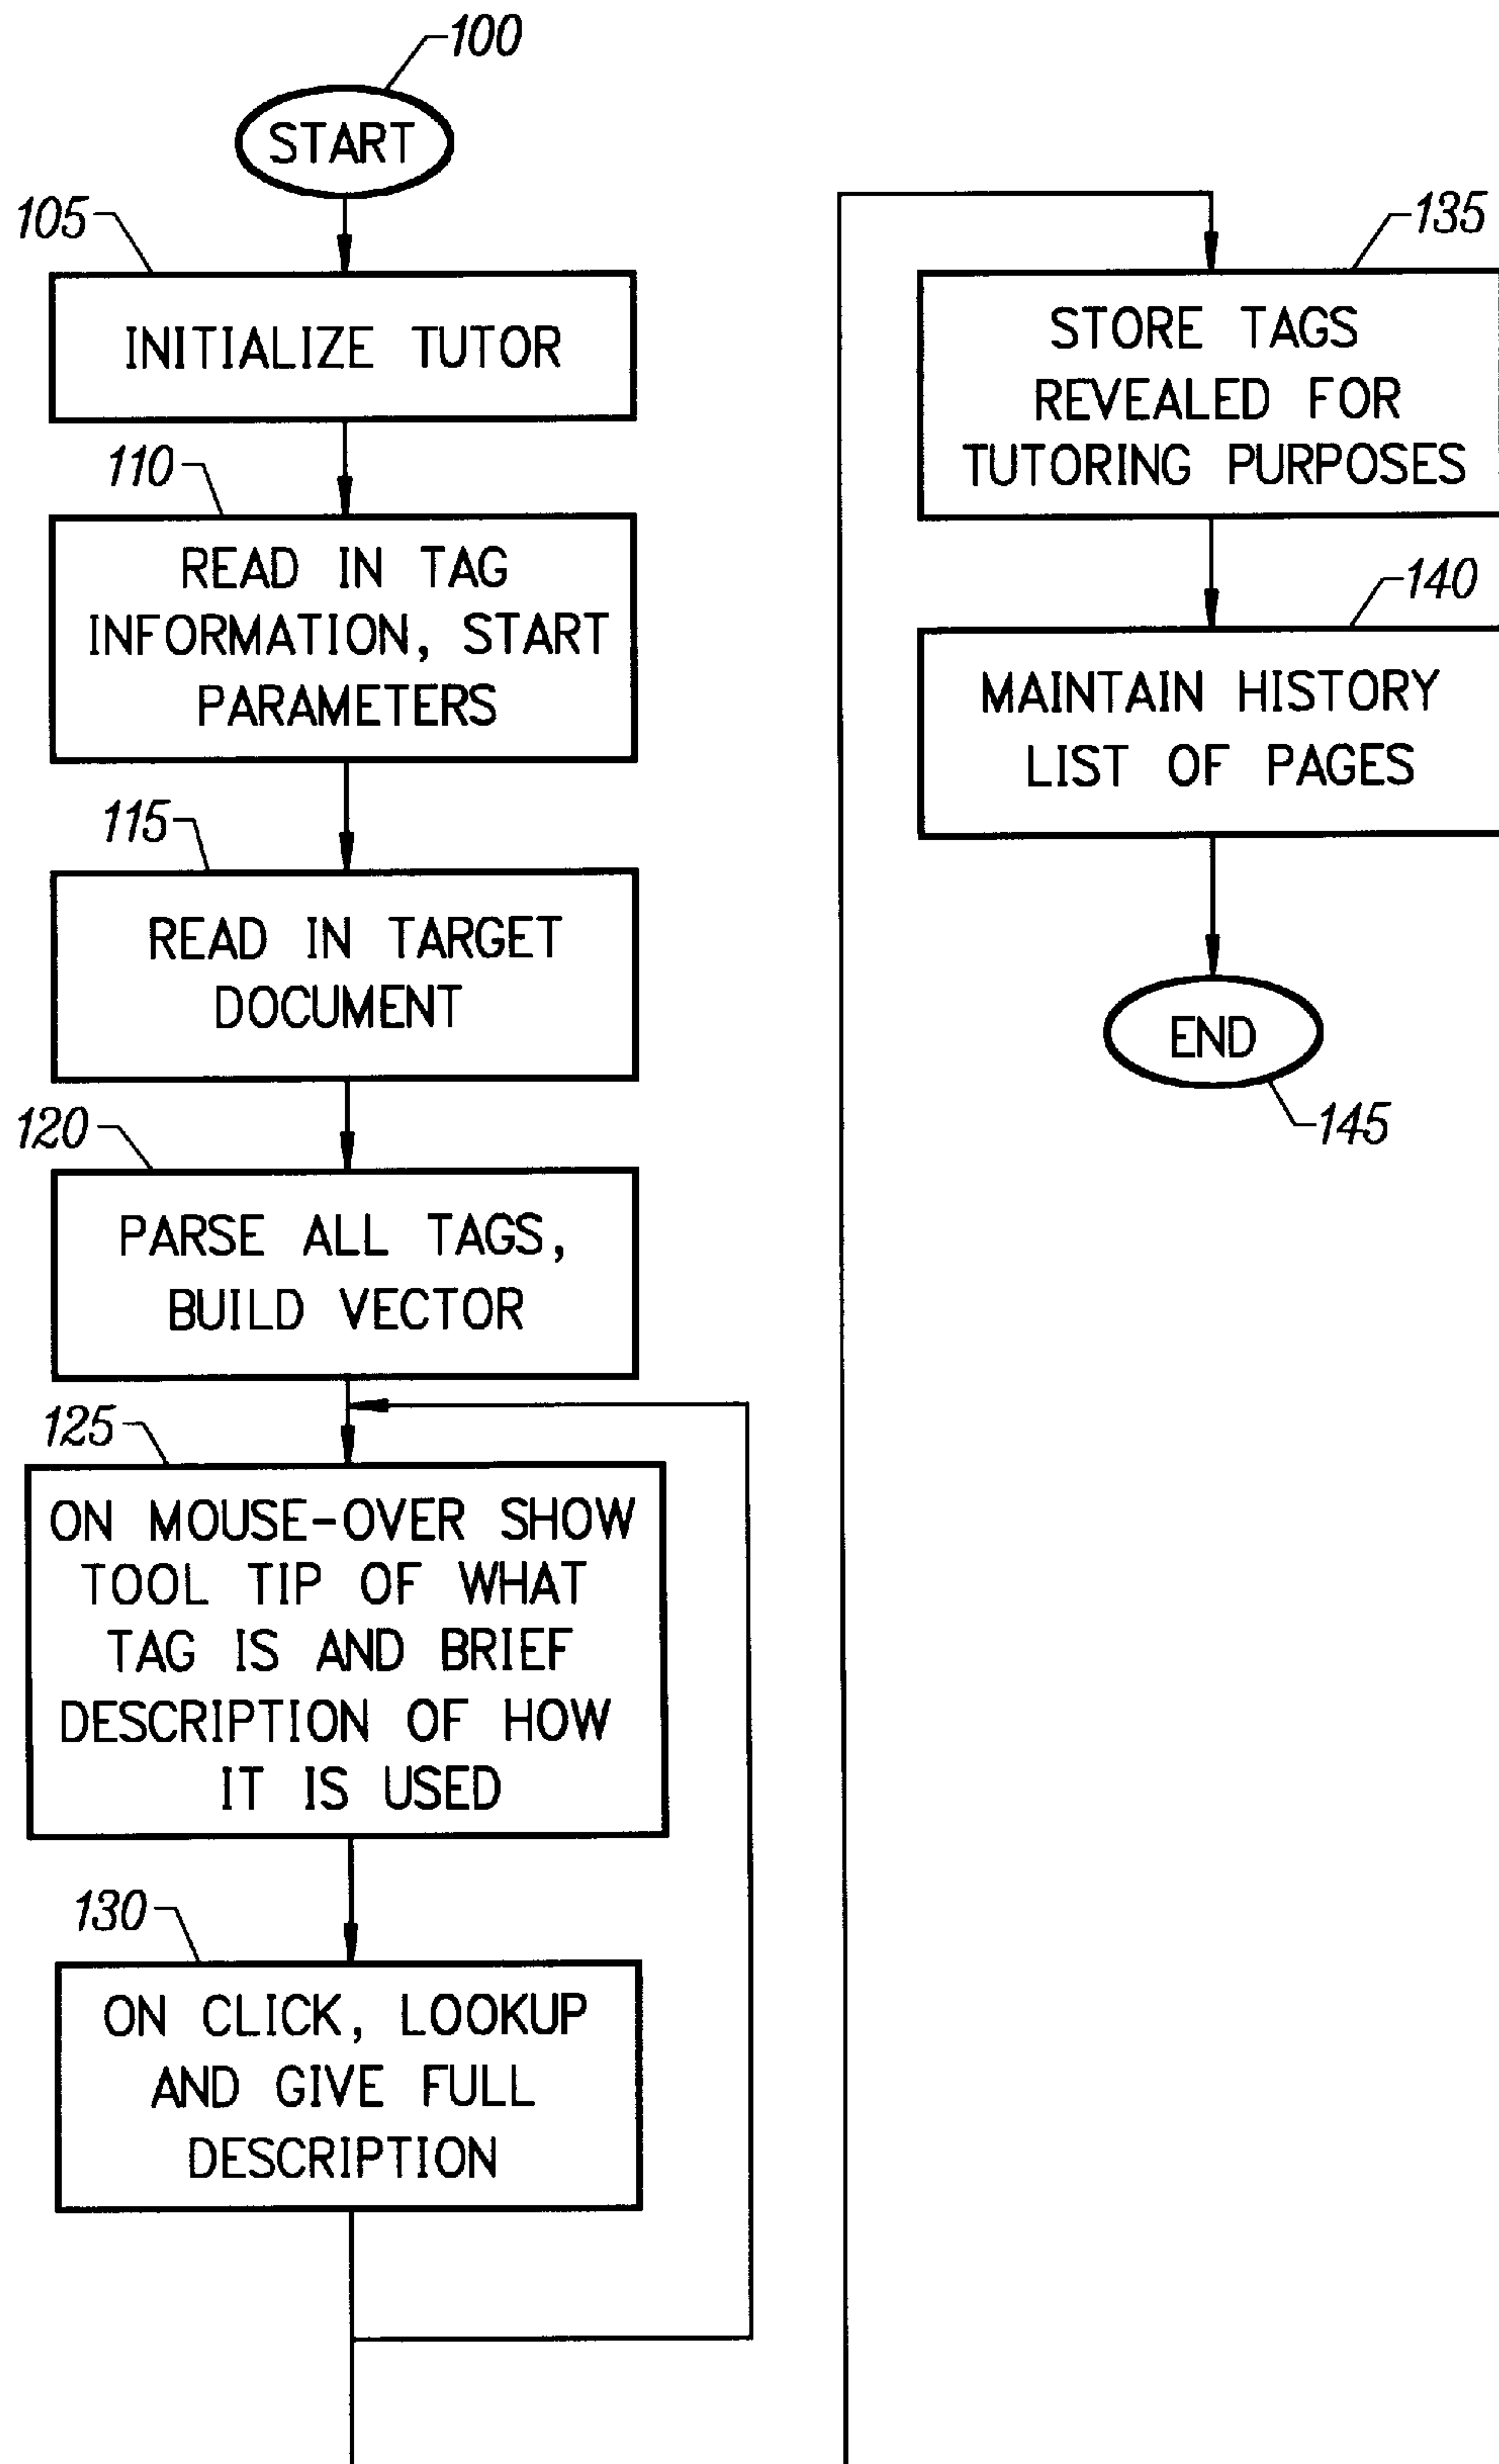 100
START
105
INITIALIZE TUTOR
110
READ IN TAG
INFORMATION, START
PARAMETERS
115
READ IN TARGET
DOCUMENT
120
PARSE ALL TAGS,
BUILD VECTOR
125
ON MOUSE-OVER SHOW
TOOL TIP OF WHAT
TAG IS AND BRIEF
DESCRIPTION OF HOW
IT IS USED
130
ON CLICK, LOOKUP
AND GIVE FULL
DESCRIPTION
135
STORE TAGS
REVEALED FOR
TUTORING PURPOSES
140
MAINTAIN HISTORY
LIST OF PAGES
END
145